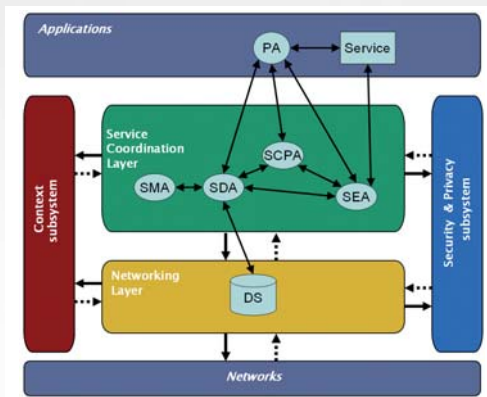 Applications
PA
Service
Service
Coordination
Layer
SCPA
SMA
SDA
SEA
Context
subsystem
Security & Privacy
subsystem
Networking
Layer
DS
Networks